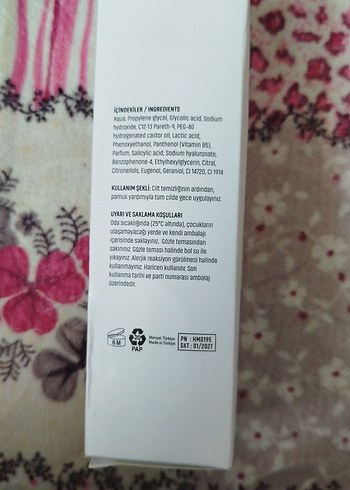 İÇİNDEKİLER / INGREDIENTS
Aqua, Propylene glycol, Glycolic acid, Sodium
hydroxide, C12-13 Pareth-9, PEG-40
hydrogenated castor oil, Lactic acid,
Phenoxyethanol, Panthenol (Vitamin B5),
Parfum, Salicylic acid, Sodium hyaluronate,
Benzophenone-4, Ethylhexylglycerin, Citral,
Citronellols, Eugenol, Geraniol, CI 14720, CI 1914
KULLANIM ŞEKLİ: Cilt temizliğinin ardından,
pamuk yardımıyla tüm cilde gece uygulayınız.
UYARI VE SAKLAMA KOŞULLARI
Oda sıcaklığında (25°C altında), çocukların
ulaşamayacağı yerde ve kendi ambalajı
içerisinde saklayınız. Gözle temasından
sakınınız. Gözle teması halinde bol su ile
yıkayınız. Alerjik reaksiyon görülmesi halinde
kullanmayınız. Haricen kullanılır. Son
kullanma tarihi ve parti numarası ambalaj
üzerindedir.
6 M
20
PAP
Menşei: Türkiye
Made in Türkiye
PN : HM0195
SKT : 01/2027